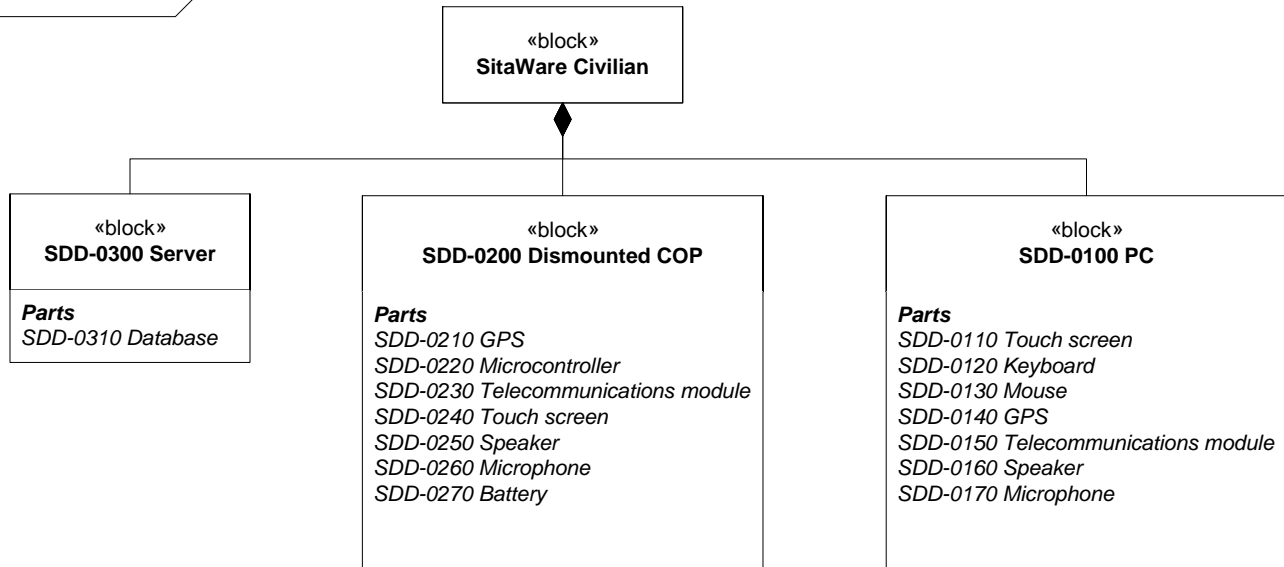 «block»
SitaWare Civilian
«block»
SDD-0300 Server
Parts
SDD-0310 Database
«block»
SDD-0200 Dismounted COP
Parts
SDD-0210 GPS
SDD-0220 Microcontroller
SDD-0230 Telecommunications module
SDD-0240 Touch screen
SDD-0250 Speaker
SDD-0260 Microphone
SDD-0270 Battery
«block»
SDD-0100 PC
Parts
SDD-0110 Touch screen
SDD-0120 Keyboard
SDD-0130 Mouse
SDD-0140 GPS
SDD-0150 Telecommunications module
SDD-0160 Speaker
SDD-0170 Microphone